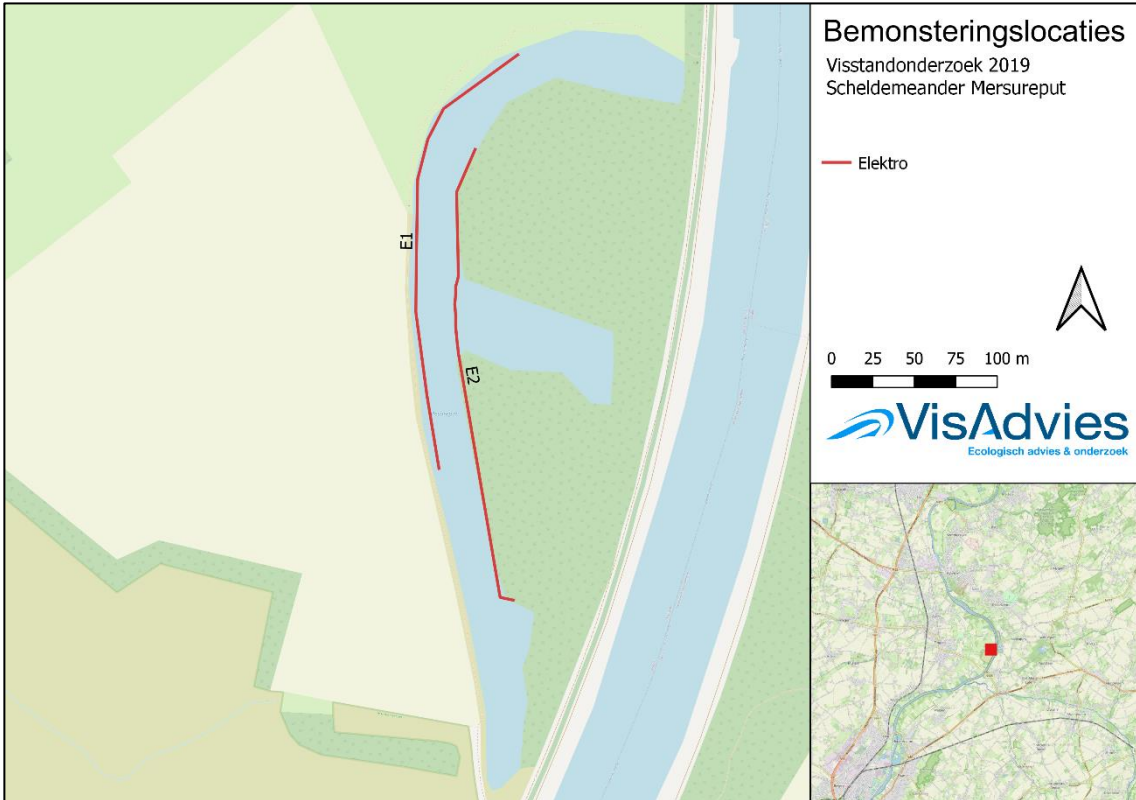 Bemonsteringslocaties
Visstandonderzoek 2019
Scheldemeander Mersureput
Elektro
0 25 50 75 100 m
VisAdvies
Ecologisch advies & onderzoek
E1
E2